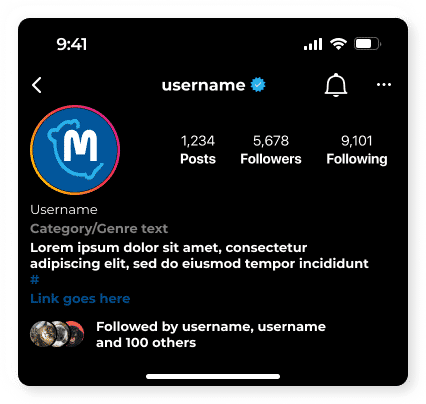 9:41
username
M
1,234 5,678 9,101
Posts Followers Following
Username
Category/Genre text
Lorem ipsum dolor sit amet, consectetur
adipiscing elit, sed do eiusmod tempor incididunt
#
Link goes here
Followed by username, username
and 100 others